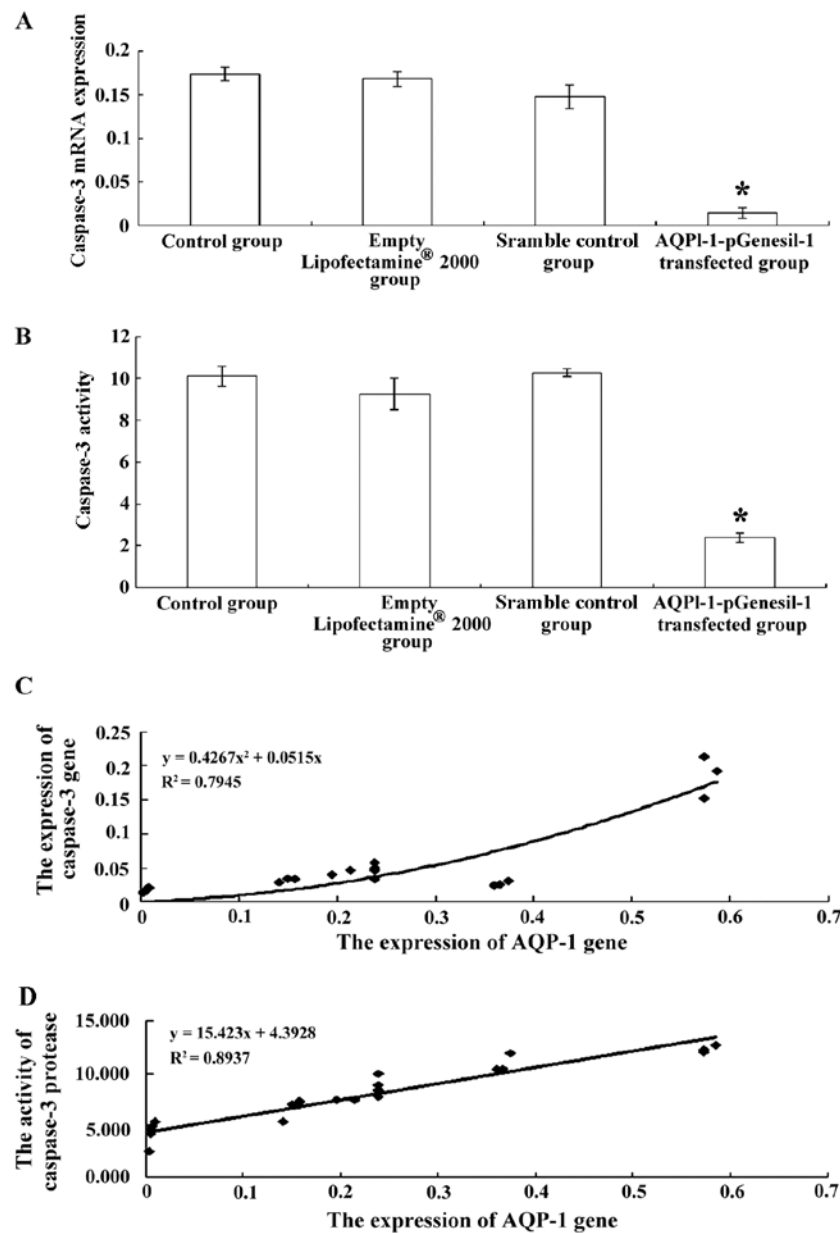 A
Caspase-3 mRNA expression
0.2
0.15
0.1
0.05
0
*
Control group
Empty
Lipofectamine® 2000
group
Sramble control
group
AQPl-1-pGenesil-1
transfected group
B
Caspase-3 activity
12
10
8
6
4
2
0
*
Control group
Empty
Lipofectamine® 2000
group
Sramble control
group
AQPl-1-pGenesil-1
transfected group
C
The expression of
caspase-3 gene
0.25
0.2
0.15
0.1
0.05
0
y = 0.4267x² + 0.0515x
R² = 0.7945
0 0.1 0.2 0.3 0.4 0.5 0.6 0.7
The expression of AQP-1 gene
D
The activity of
caspase-3 protease
15.000
10.000
5.000
0.000
y = 15.423x + 4.3928
R² = 0.8937
0 0.1 0.2 0.3 0.4 0.5 0.6 0.7
The expression of AQP-1 gene